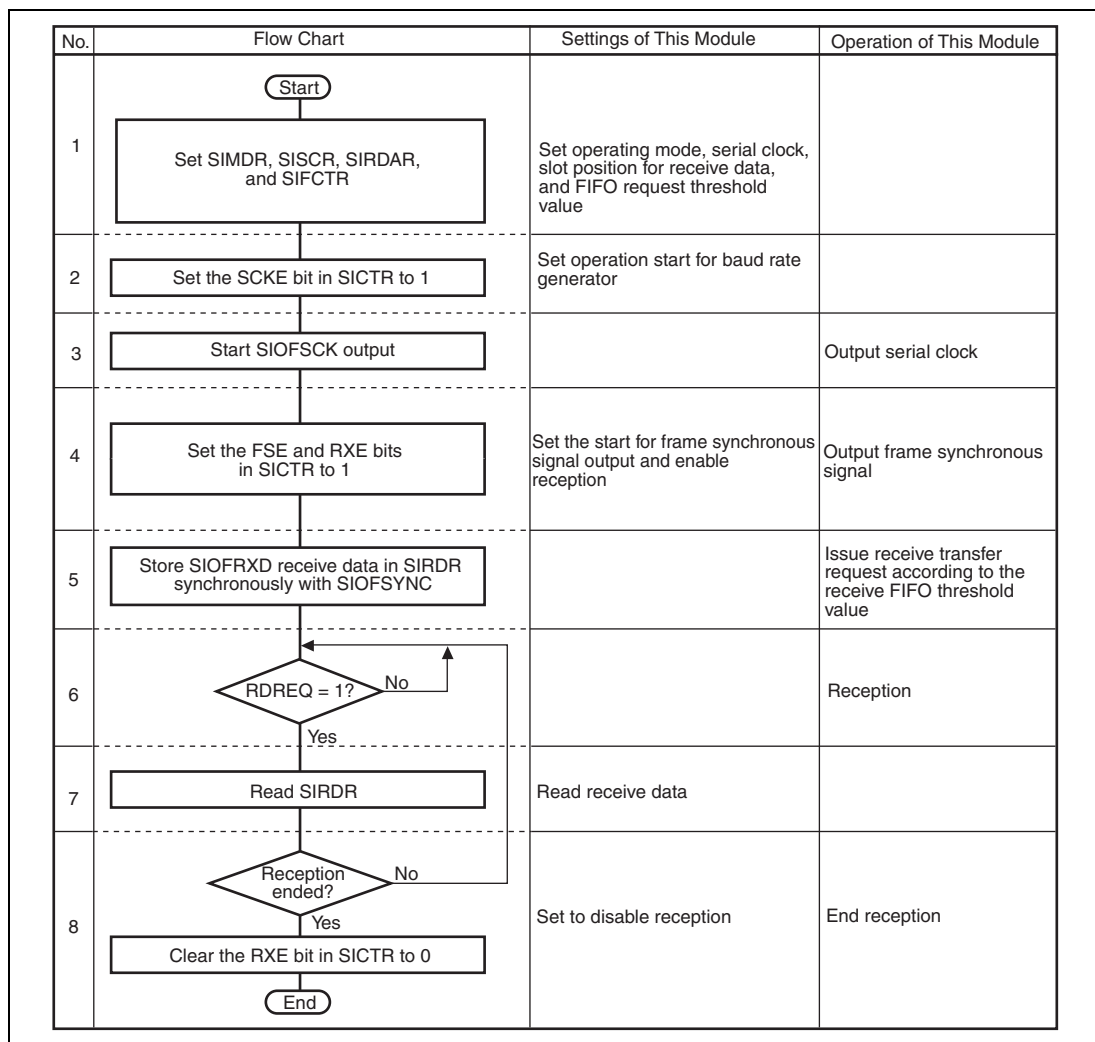 No.
Flow Chart
Settings of This Module
Operation of This Module
Start
1
Set SIMDR, SISCR, SIRDAR,
and SIFCTR
Set operating mode, serial clock,
slot position for receive data,
and FIFO request threshold
value
2
Set the SCKE bit in SICTR to 1
Set operation start for baud rate
generator
3
Start SIOFSCK output
Output serial clock
4
Set the FSE and RXE bits
in SICTR to 1
Set the start for frame synchronous
signal output and enable
reception
Output frame synchronous
signal
5
Store SIOFRXD receive data in SIRDR
synchronously with SIOFSYNC
Issue receive transfer
request according to the
receive FIFO threshold
value
6
RDREQ = 1?
No
Yes
Reception
7
Read SIRDR
Read receive data
8
Reception
ended?
No
Yes
Clear the RXE bit in SICTR to 0
Set to disable reception
End reception
End